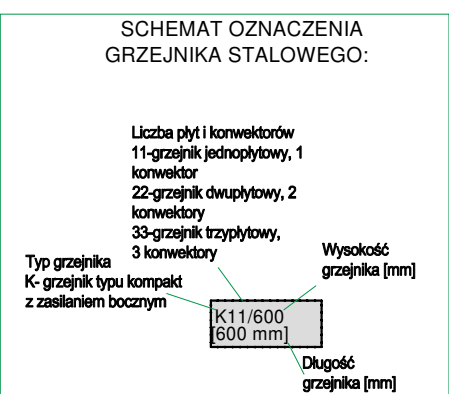 SCHEMAT OZNACZENIA
GRZEJNIKA STALOWEGO:
Liczba płyt i konwektorów
11-grzejnik jednopłytowy, 1
konwektor
22-grzejnik dwupłytowy, 2
konwektory
33-grzejnik trzypłytowy,
3 konwektory
Wysokość
grzejnika [mm]
Typ grzejnika
K- grzejnik typu kompakt
z zasilaniem bocznym
K11/600
[600 mm]
Długość
grzejnika [mm]